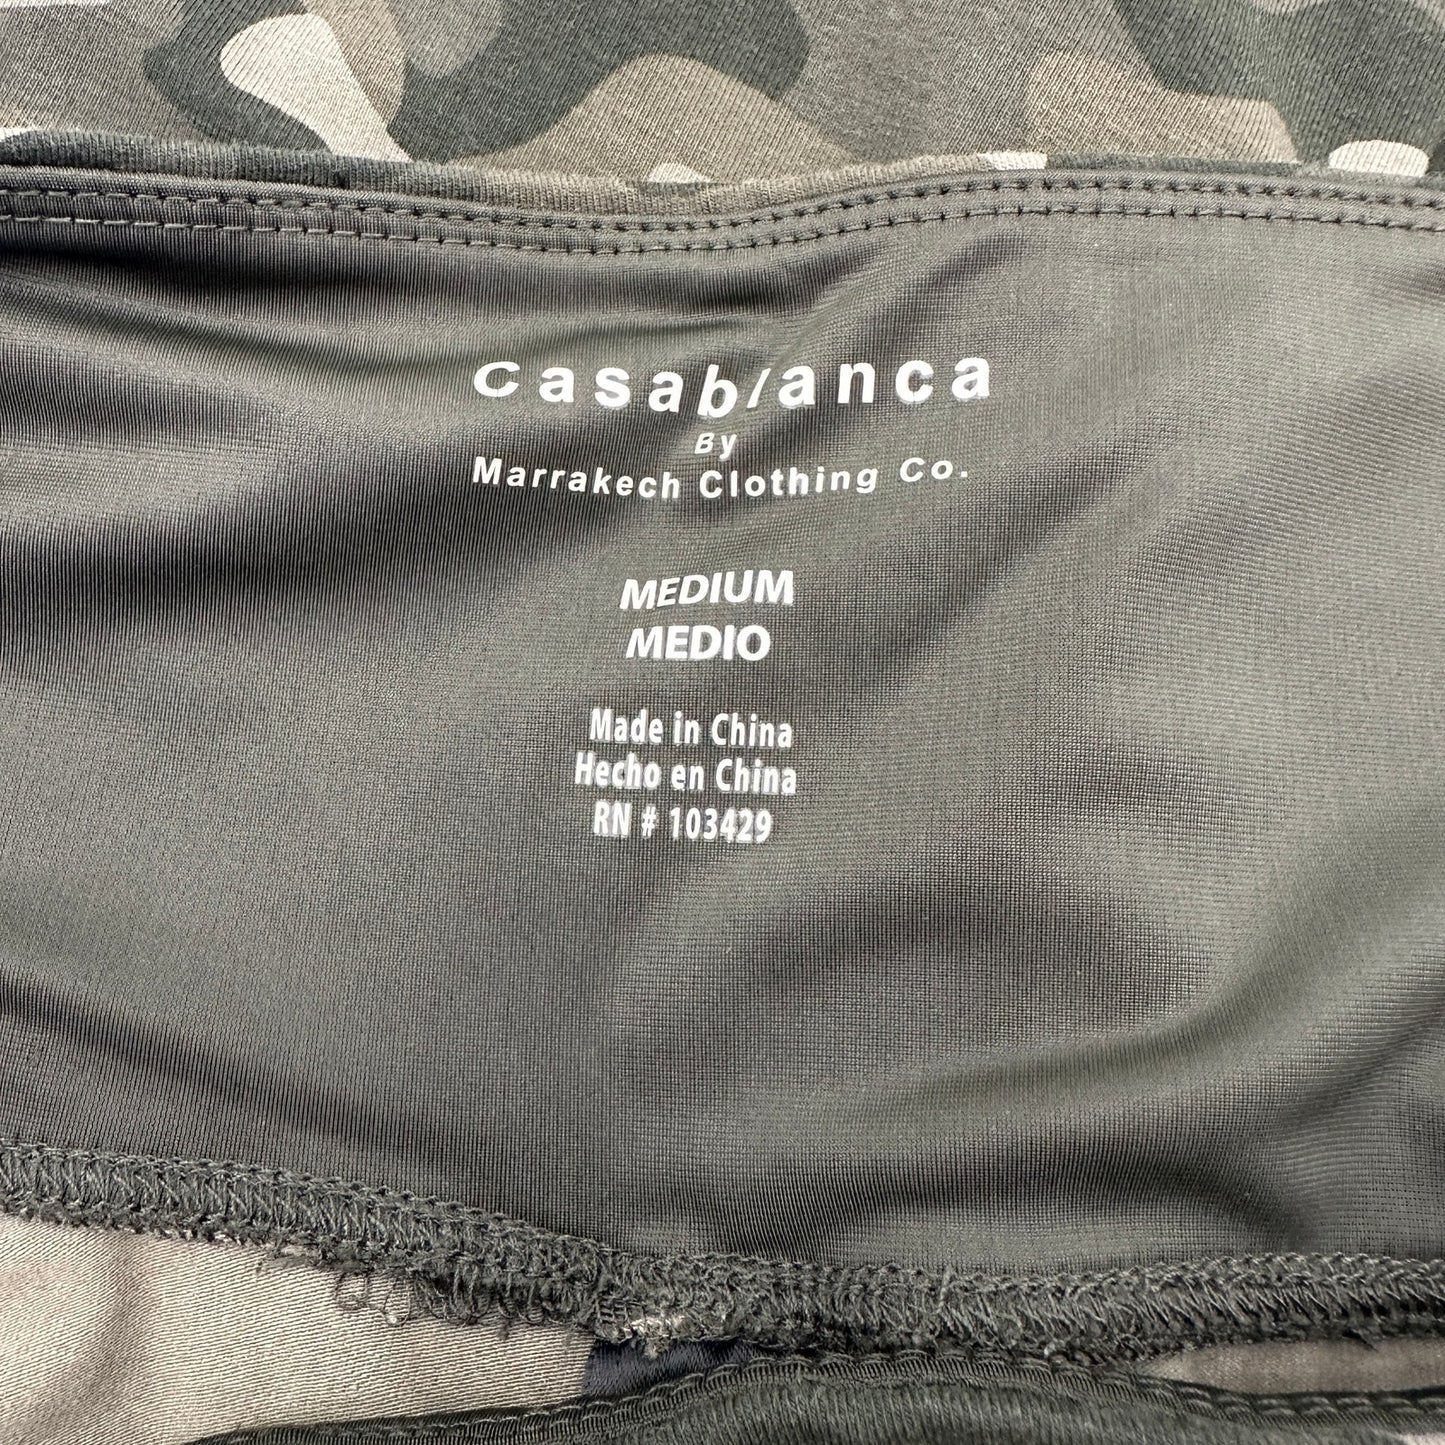 Casablanca
By
Marrakech Clothing Co.
MEDIUM
MEDIO
Made in China
Hecho en China
RN # 103429